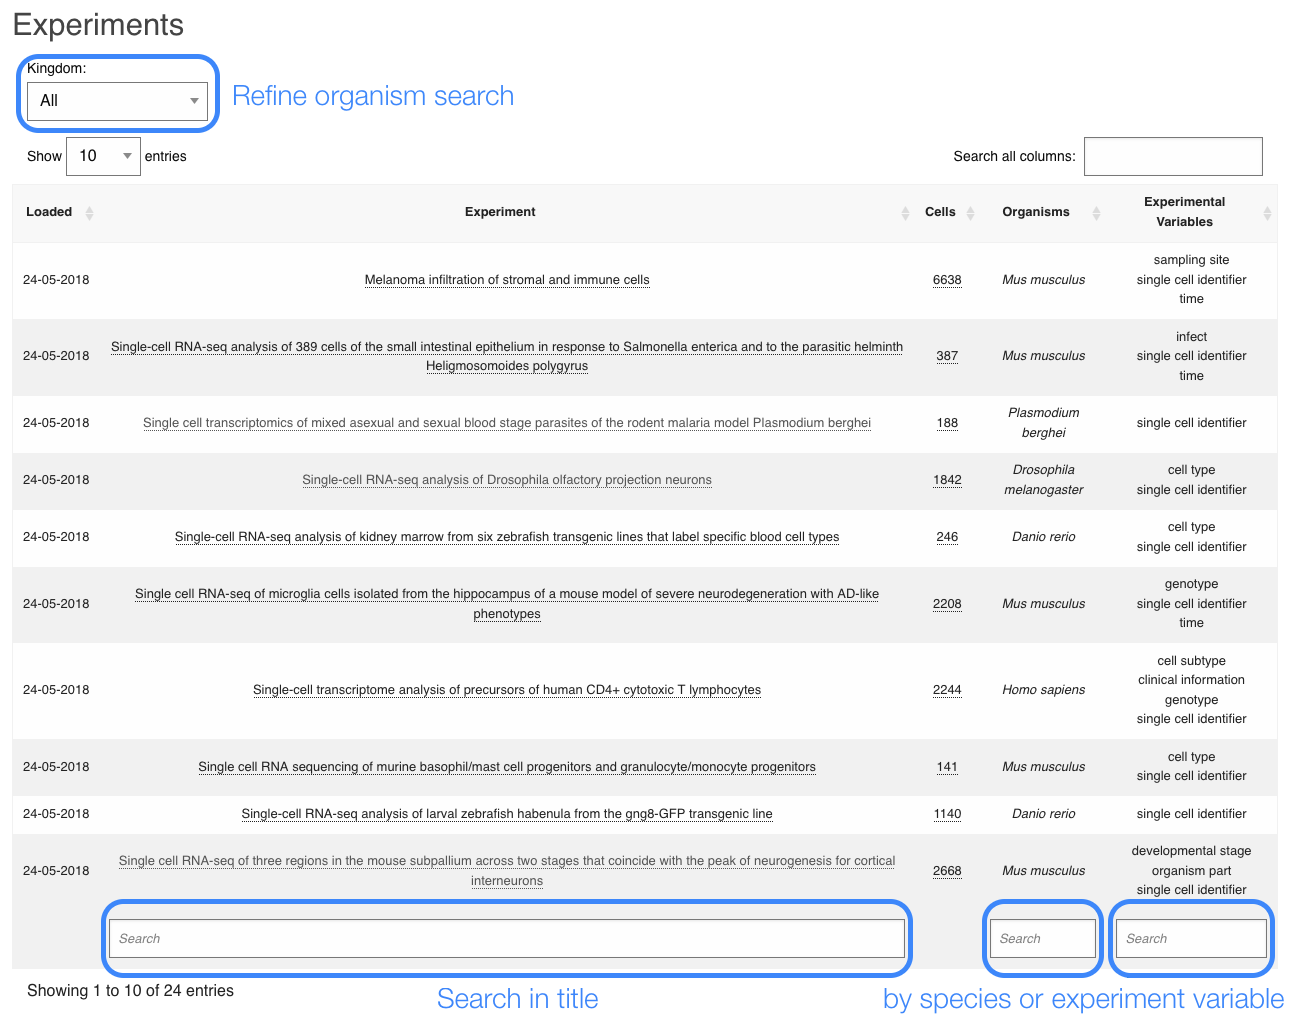 Experiments
Kingdom:
All
Refine organism search
Show 10 entries
Search all columns:
Loaded Experiment Cells Organisms Experimental Variables
24-05-2018 Melanoma infiltration of stromal and immune cells 6638 Mus musculus sampling site
single cell identifier
time
24-05-2018 Single-cell RNA-seq analysis of 389 cells of the small intestinal epithelium in response to Salmonella enterica and to the parasitic helminth
Heligmosomoides polygyrus 387 Mus musculus infect
single cell identifier
time
24-05-2018 Single cell transcriptomics of mixed asexual and sexual blood stage parasites of the rodent malaria model Plasmodium berghei 188 Plasmodium
berghei single cell identifier
24-05-2018 Single-cell RNA-seq analysis of Drosophila olfactory projection neurons 1842 Drosophila
melanogaster cell type
single cell identifier
24-05-2018 Single-cell RNA-seq analysis of kidney marrow from six zebrafish transgenic lines that label specific blood cell types 246 Danio rerio cell type
single cell identifier
24-05-2018 Single cell RNA-seq of microglia cells isolated from the hippocampus of a mouse model of severe neurodegeneration with AD-like
phenotypes 2208 Mus musculus genotype
single cell identifier
time
24-05-2018 Single-cell transcriptome analysis of precursors of human CD4+ cytotoxic T lymphocytes 2244 Homo sapiens cell subtype
clinical information
genotype
single cell identifier
24-05-2018 Single cell RNA sequencing of murine basophil/mast cell progenitors and granulocyte/monocyte progenitors 141 Mus musculus cell type
single cell identifier
24-05-2018 Single-cell RNA-seq analysis of larval zebrafish habenula from the gng8-GFP transgenic line 1140 Danio rerio single cell identifier
24-05-2018 Single cell RNA-seq of three regions in the mouse subpallium across two stages that coincide with the peak of neurogenesis for cortical
interneurons 2668 Mus musculus developmental stage
organism part
single cell identifier
Search Search Search
Showing 1 to 10 of 24 entries
Search in title
by species or experiment variable